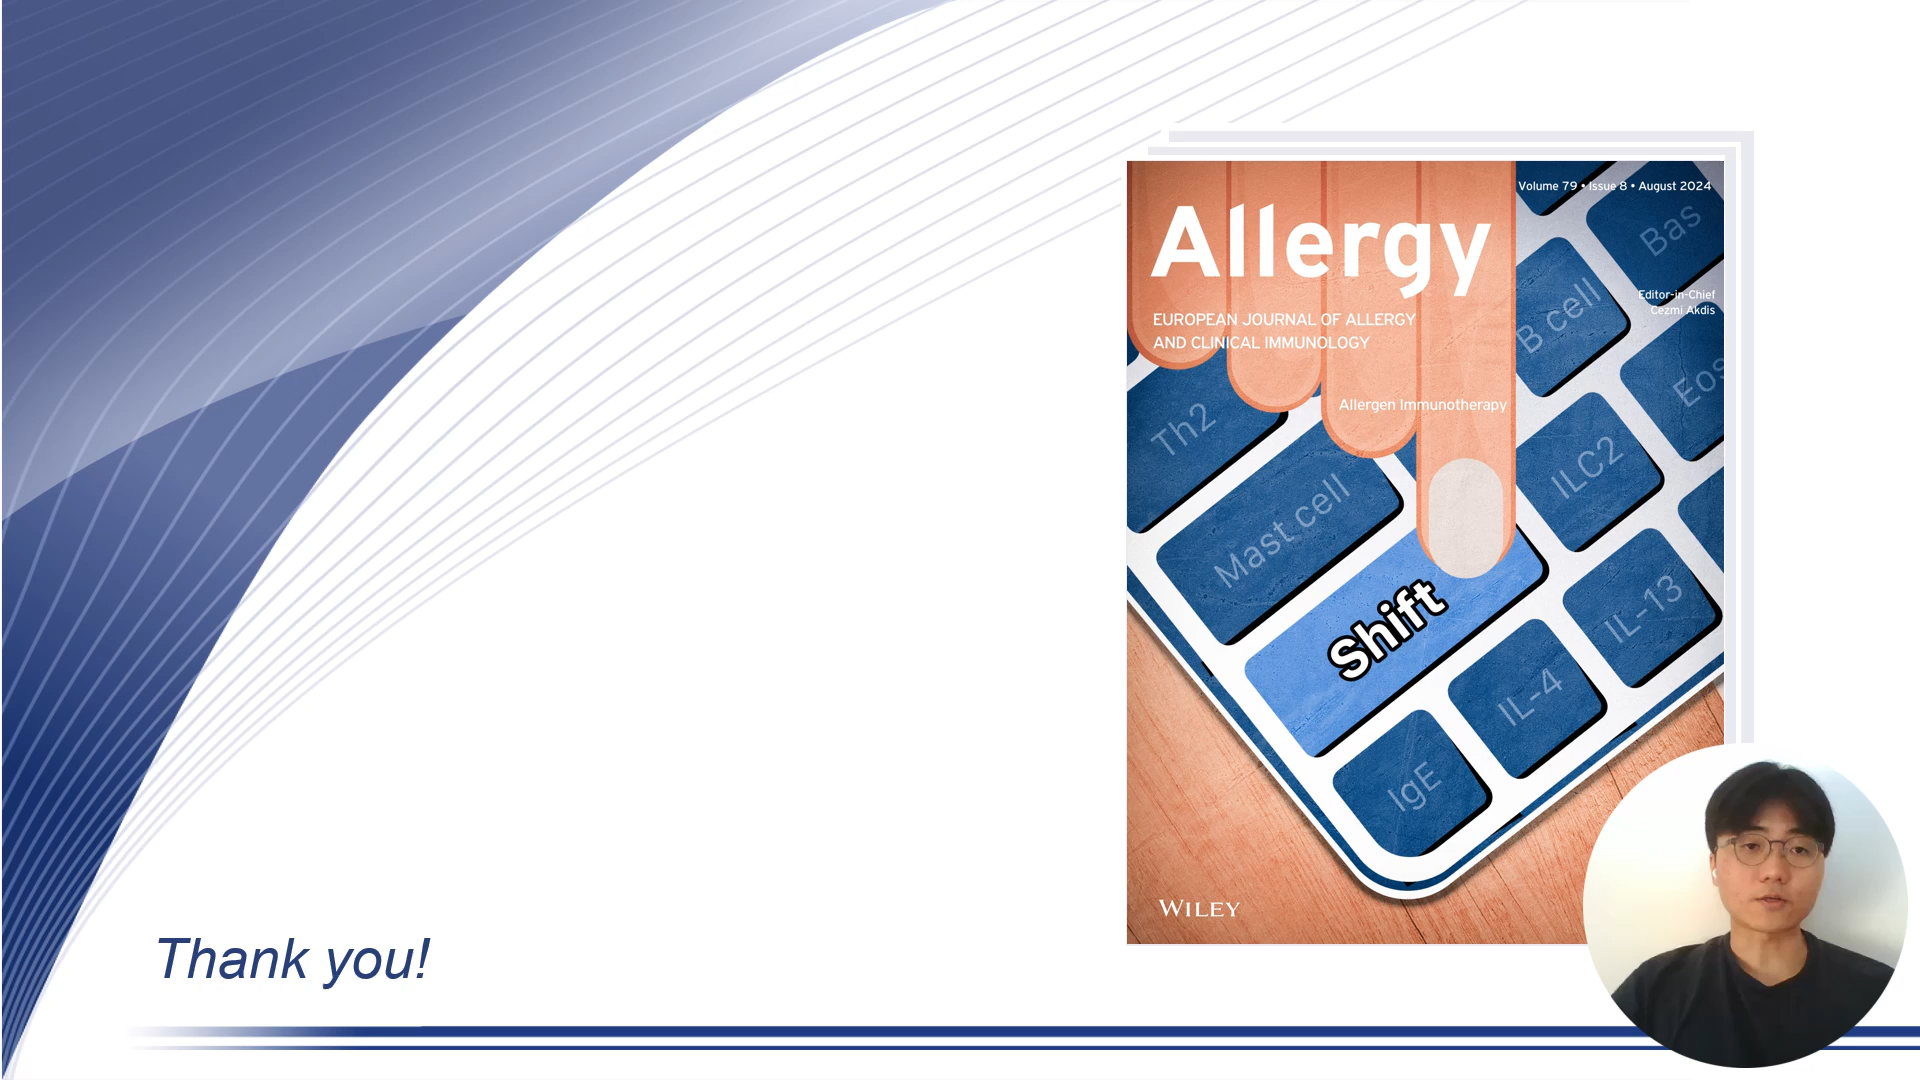 Volume 79 • Issue 8 • August 2024
Allergy
EUROPEAN JOURNAL OF ALLERGY
AND CLINICAL IMMUNOLOGY
Editor-in-Chief
Cezmi Akdis
Allergen Immunotherapy
Bas
B cell
Eos
Th2
ILC2
Mast cell
Shift
IL-13
IL-4
IgE
WILEY
Thank you!